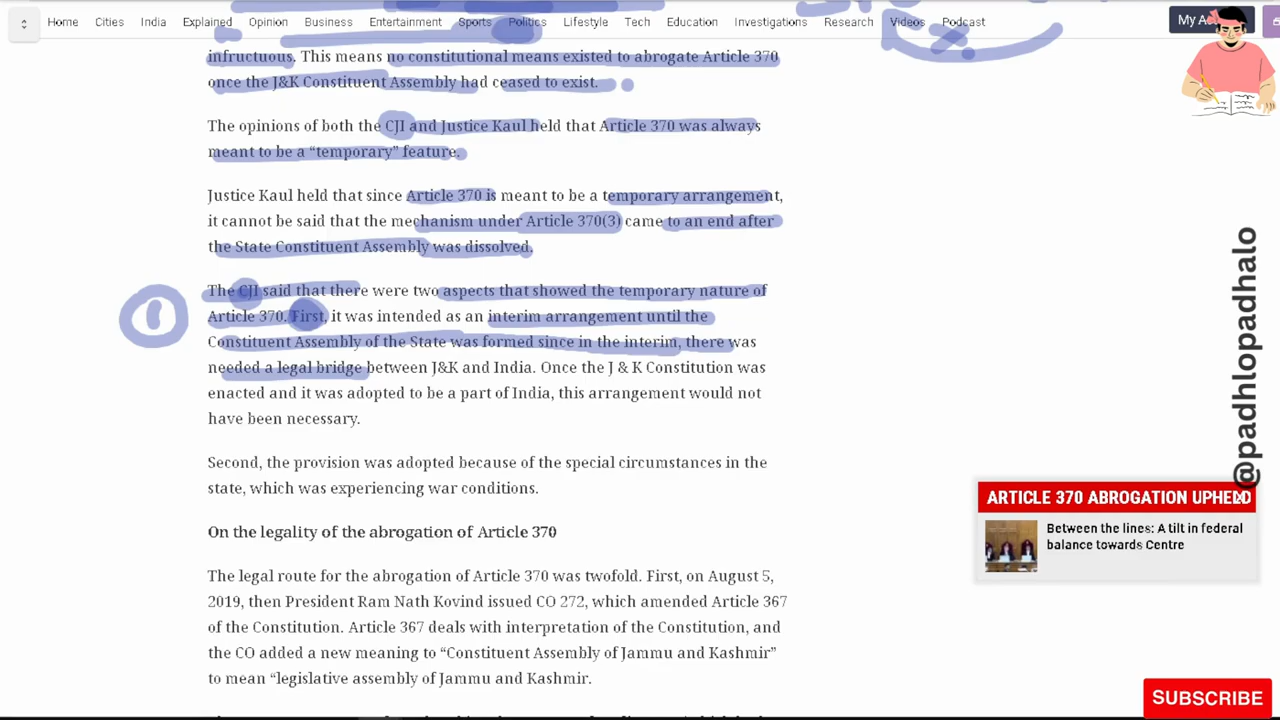 Home Cities India Explained Opinion Business Entertainment Sports Politics Lifestyle Tech Education Investigations Research Videos Podcast
infructuous. This means no constitutional means existed to abrogate Article 370
once the J&K Constituent Assembly had ceased to exist.
The opinions of both the CJI and Justice Kaul held that Article 370 was always
meant to be a “temporary” feature.
Justice Kaul held that since Article 370 is meant to be a temporary arrangement,
it cannot be said that the mechanism under Article 370(3) came to an end after
the State Constituent Assembly was dissolved.
The CJI said that there were two aspects that showed the temporary nature of
Article 370. First, it was intended as an interim arrangement until the
Constituent Assembly of the State was formed since in the interim, there was
needed a legal bridge between J&K and India. Once the J & K Constitution was
enacted and it was adopted to be a part of India, this arrangement would not
have been necessary.
Second, the provision was adopted because of the special circumstances in the
state, which was experiencing war conditions.
On the legality of the abrogation of Article 370
The legal route for the abrogation of Article 370 was twofold. First, on August 5,
2019, then President Ram Nath Kovind issued CO 272, which amended Article 367
of the Constitution. Article 367 deals with interpretation of the Constitution, and
the CO added a new meaning to “Constituent Assembly of Jammu and Kashmir”
to mean “legislative assembly of Jammu and Kashmir.
My
@padhlopadhalo
ARTICLE 370 ABROGATION UPHELD
Between the lines: A tilt in federal
balance towards Centre
SUBSCRIBE